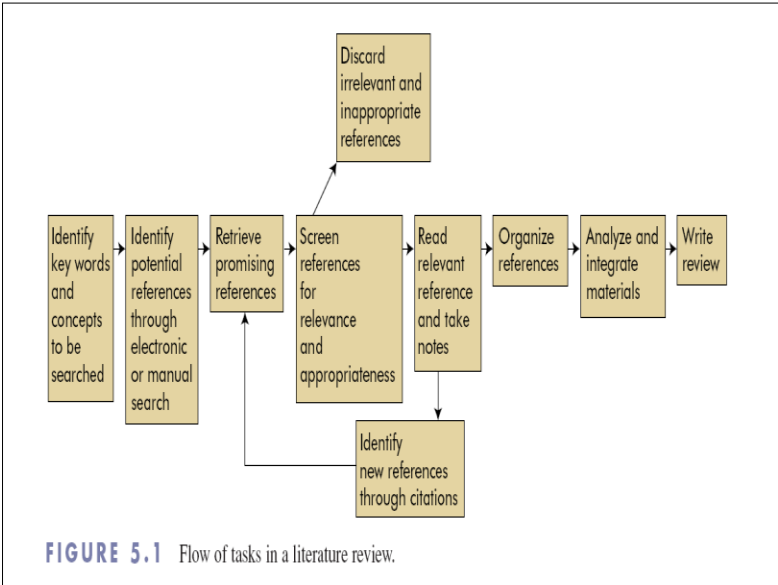 Discard
irrelevant and
inappropriate
references
Identify
key words
and
concepts
to be
searched
Identify
potential
references
through
electronic
or manual
search
Retrieve
promising
references
Screen
references
for
relevance
and
appropriateness
Read
relevant
reference
and take
notes
Organize
references
Analyze and
integrate
materials
Write
review
Identify
new references
through citations
FIGURE 5.1 Flow of tasks in a literature review.